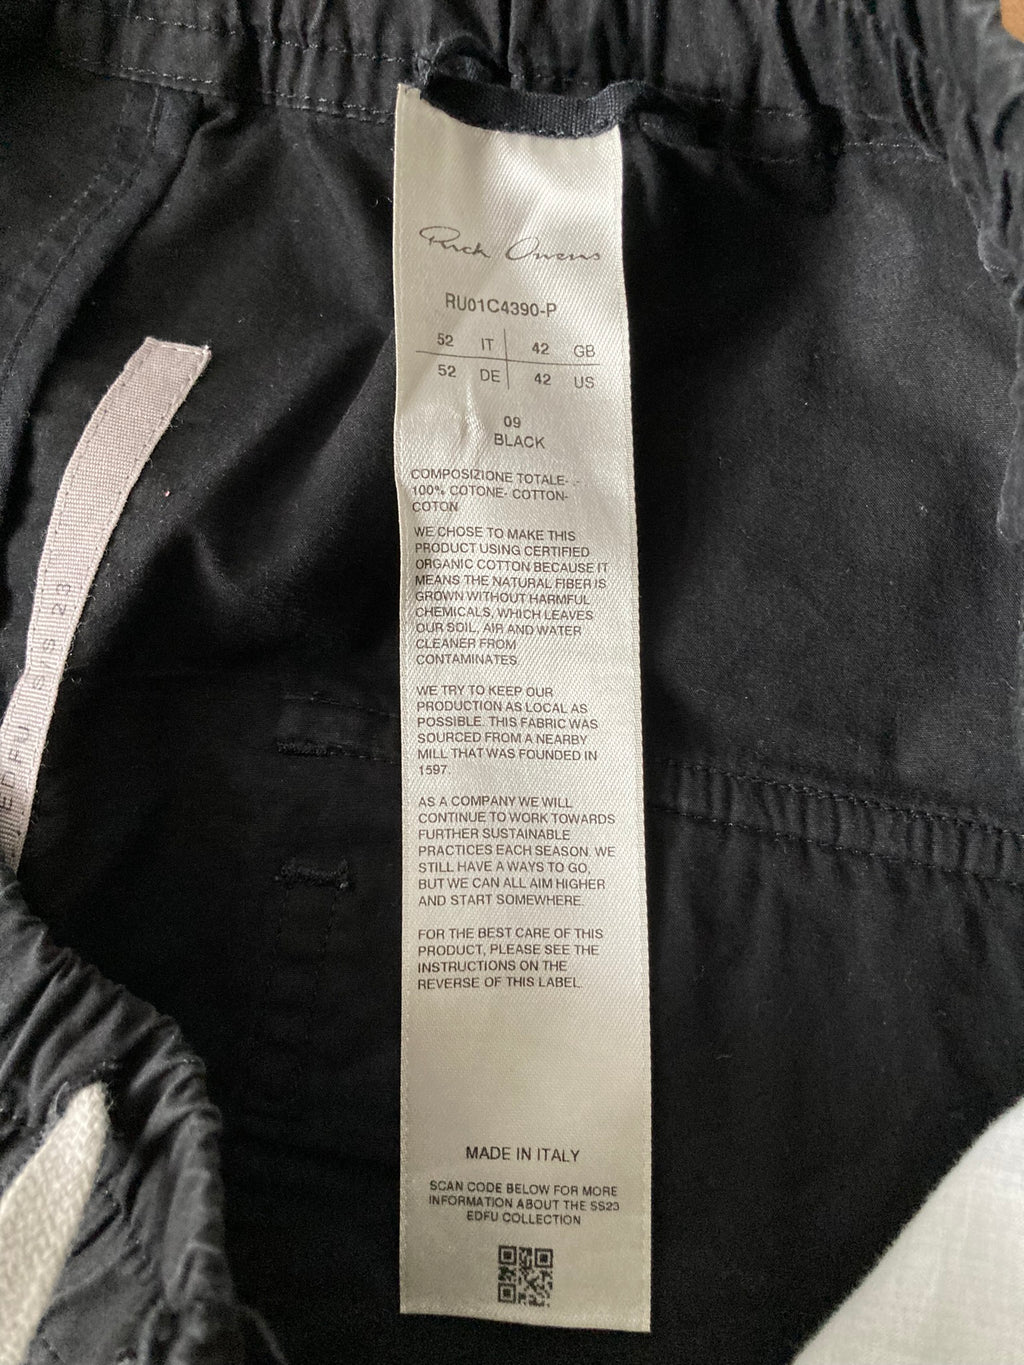 Rick Owens
RU01C4390-P
52 IT 42 GB
52 DE 42 US
09
BLACK
COMPOSIZIONE TOTALE- .-
100% COTONE- COTTON-
COTON
WE CHOSE TO MAKE THIS
PRODUCT USING CERTIFIED
ORGANIC COTTON BECAUSE IT
MEANS THE NATURAL FIBER IS
GROWN WITHOUT HARMFUL
CHEMICALS, WHICH LEAVES
OUR SOIL, AIR AND WATER
CLEANER FROM
CONTAMINATES.
WE TRY TO KEEP OUR
PRODUCTION AS LOCAL AS
POSSIBLE. THIS FABRIC WAS
SOURCED FROM A NEARBY
MILL THAT WAS FOUNDED IN
1597.
AS A COMPANY WE WILL
CONTINUE TO WORK TOWARDS
FURTHER SUSTAINABLE
PRACTICES EACH SEASON. WE
STILL HAVE A WAYS TO GO,
BUT WE CAN ALL AIM HIGHER
AND START SOMEWHERE.
FOR THE BEST CARE OF THIS
PRODUCT, PLEASE SEE THE
INSTRUCTIONS ON THE
REVERSE OF THIS LABEL.
MADE IN ITALY
SCAN CODE BELOW FOR MORE
INFORMATION ABOUT THE SS23
EDFU COLLECTION
S/S 23